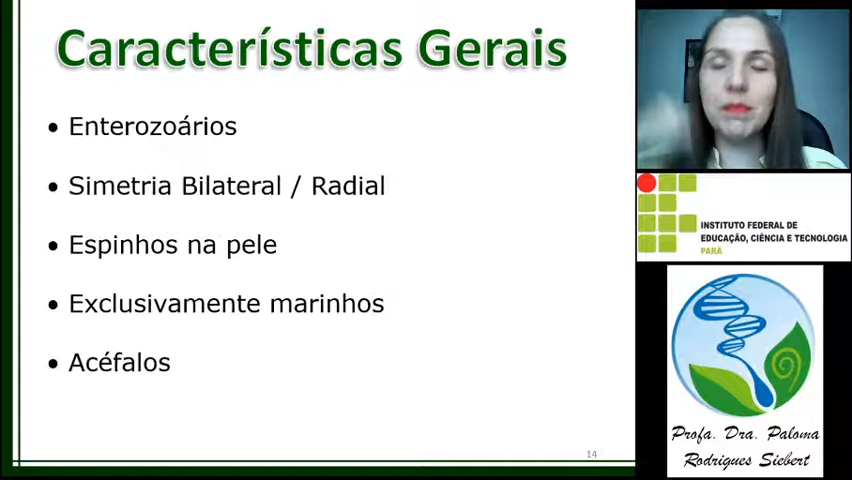 Características Gerais
• Enterozoários
• Simetria Bilateral / Radial
• Espinhos na pele
• Exclusivamente marinhos
• Acéfalos
14
INSTITUTO FEDERAL DE
EDUCAÇÃO, CIÊNCIA E TECNOLOGIA
PARÁ
Profa. Dra. Paloma
Rodrigues Siebert